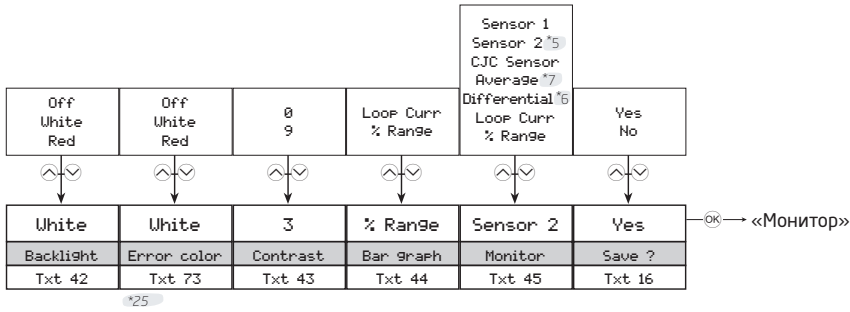 Sensor 1
Sensor 2 *5
CJC Sensor
Average *7
Differential *6
Loop Curr
% Range
Off
White
Red
Off
White
Red
0
9
Loop Curr
% Range
Yes
No
White
White
3
% Range
Sensor 2
Yes
OK
«Монитор»
Backlight
Error color
Contrast
Bar graph
Monitor
Save ?
Txt 42
Txt 73
Txt 43
Txt 44
Txt 45
Txt 16
*25